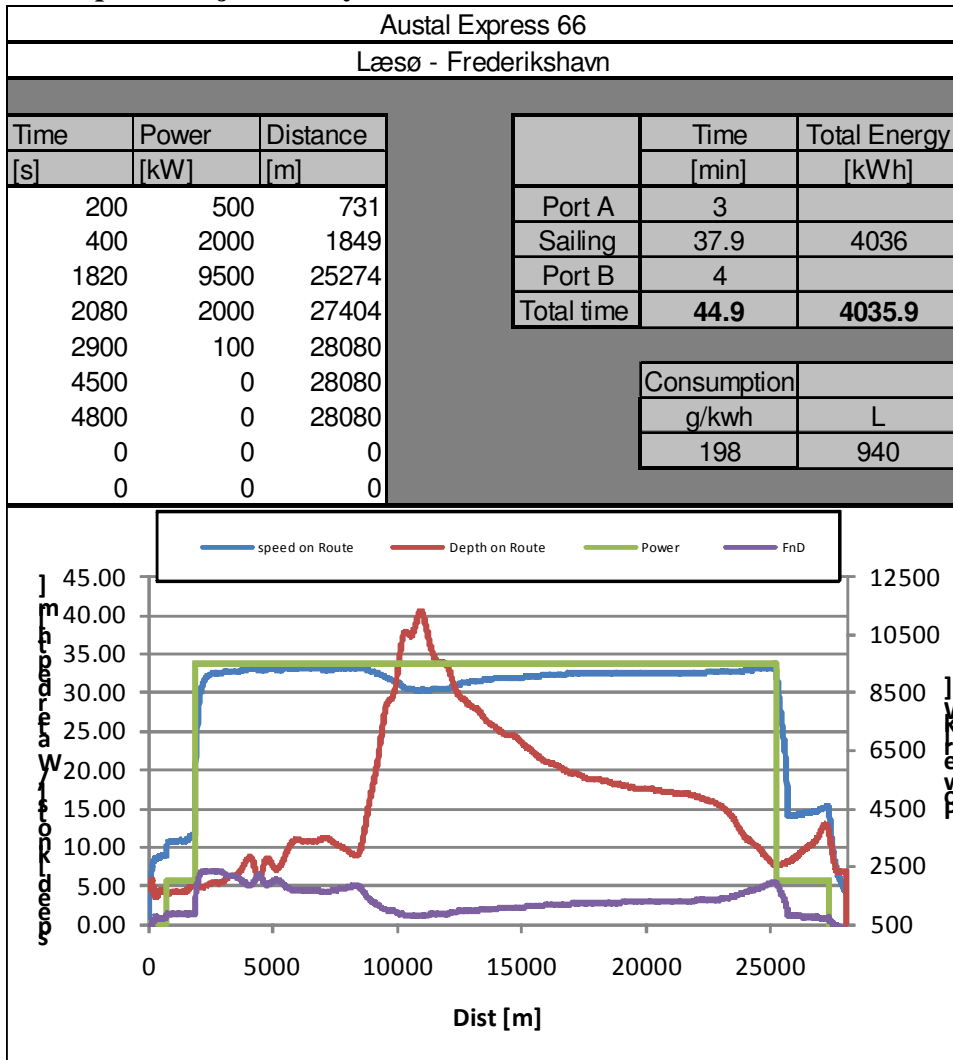 Austal Express 66
Læsø - Frederikshavn
Time Power Distance
[s] [kW] [m]
200 500 731
400 2000 1849
1820 9500 25274
2080 2000 27404
2900 100 28080
4500 0 28080
4800 0 28080
0 0 0
0 0 0
Time Total Energy
[min] [kWh]
Port A 3
Sailing 37.9 4036
Port B 4
Total time 44.9 4035.9
Consumption
g/kwh L
198 940
speed on Route Depth on Route Power FnD
45.00
40.00
35.00
30.00
25.00
20.00
15.00
10.00
5.00
0.00
12500
10500
8500
6500
4500
2500
500
0 5000 10000 15000 20000 25000
Dist [m]